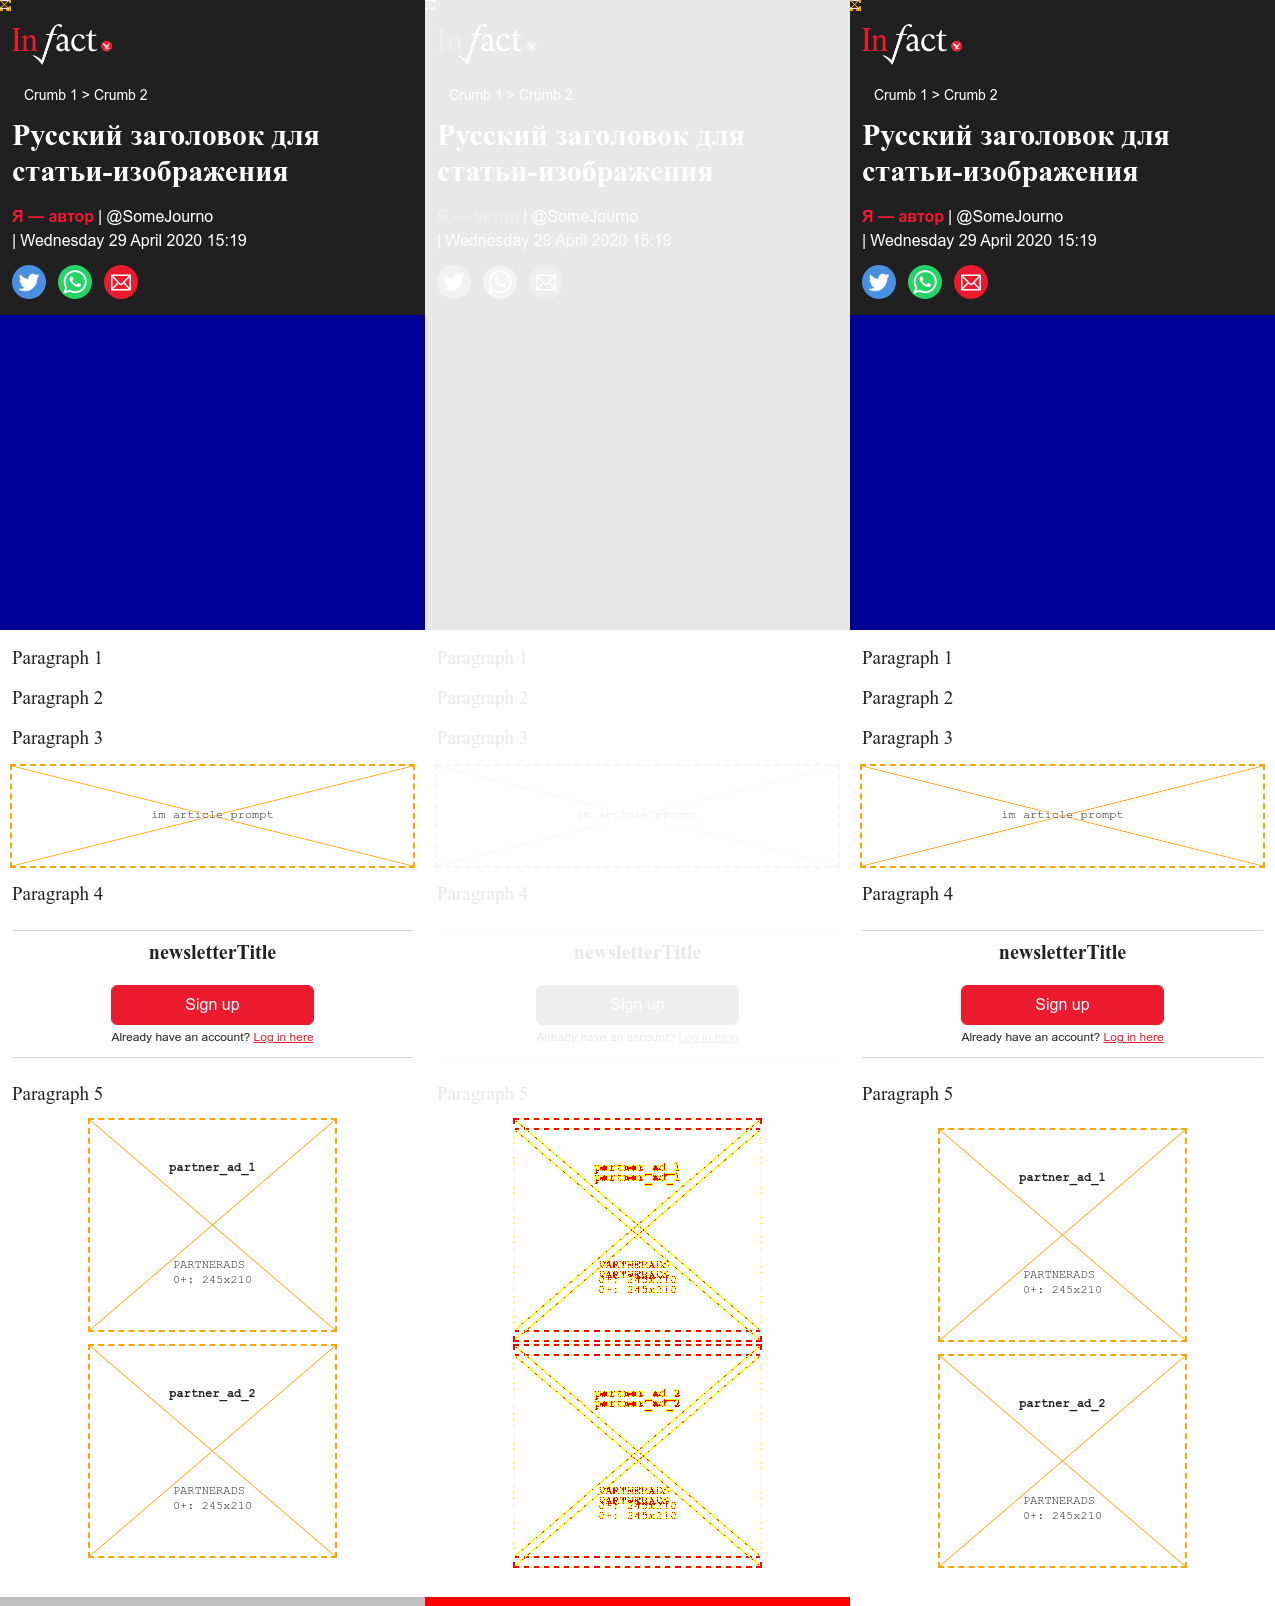 In fact
Crumb 1 > Crumb 2
Русский заголовок для
статьи-изображения
Я — автор | @SomeJourno
| Wednesday 29 April 2020 15:19
Paragraph 1
Paragraph 2
Paragraph 3
im article prompt
Paragraph 4
newsletterTitle
Sign up
Already have an account? Log in here
Paragraph 5
partner_ad_1
PARTNERADS
0+: 245x210
partner_ad_2
PARTNERADS
0+: 245x210
In fact
Crumb 1 > Crumb 2
Русский заголовок для
статьи-изображения
Я — автор | @SomeJourno
| Wednesday 29 April 2020 15:19
Paragraph 1
Paragraph 2
Paragraph 3
im article prompt
Paragraph 4
newsletterTitle
Sign up
Already have an account? Log in here
Paragraph 5
partner_ad_1
partner_ad_1
PARTNERADS
PARTNERADS
0+: 245x210
0+: 245x210
partner_ad_2
partner_ad_2
PARTNERADS
PARTNERADS
0+: 245x210
0+: 245x210
In fact
Crumb 1 > Crumb 2
Русский заголовок для
статьи-изображения
Я — автор | @SomeJourno
| Wednesday 29 April 2020 15:19
Paragraph 1
Paragraph 2
Paragraph 3
im article prompt
Paragraph 4
newsletterTitle
Sign up
Already have an account? Log in here
Paragraph 5
partner_ad_1
PARTNERADS
0+: 245x210
partner_ad_2
PARTNERADS
0+: 245x210